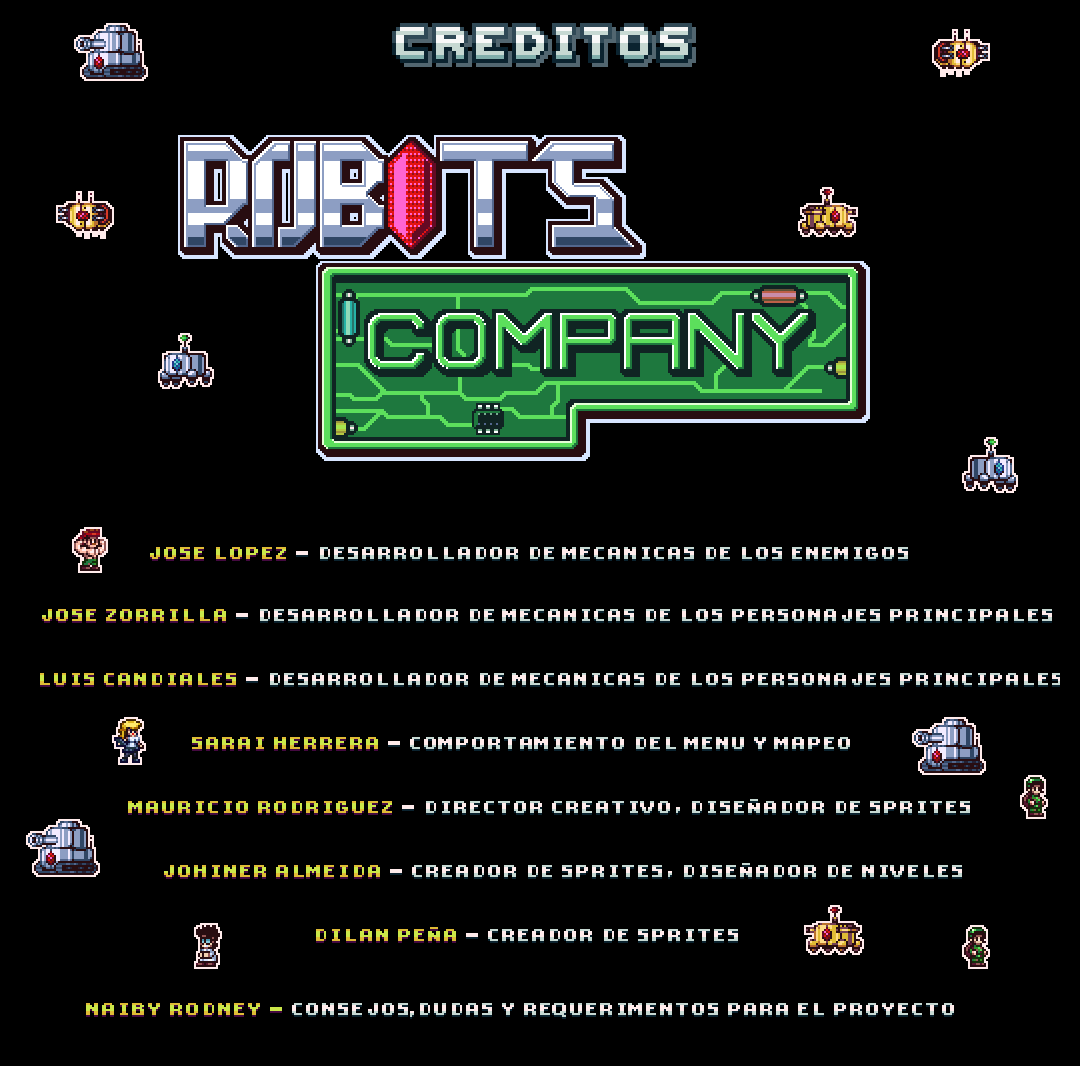 CREDITOS
ROBOTS
COMPANY
JOSE LOPEZ - DESARROLLADOR DE MECANICAS DE LOS ENEMIGOS
JOSE ZORRILLA - DESARROLLADOR DE MECANICAS DE LOS PERSONAJES PRINCIPALES
LUIS CANDIALES - DESARROLLADOR DE MECANICAS DE LOS PERSONAJES PRINCIPALES
SARAI HERRERA - COMPORTAMIENTO DEL MENU Y MAPEO
MAURICIO RODRIGUEZ - DIRECTOR CREATIVO, DISEÑADOR DE SPRITES
JOHINER ALMEIDA - CREADOR DE SPRITES, DISEÑADOR DE NIVELES
DILAN PEÑA - CREADOR DE SPRITES
NAIBY RODNEY - CONSEJOS,DUDAS Y REQUERIMENTOS PARA EL PROYECTO